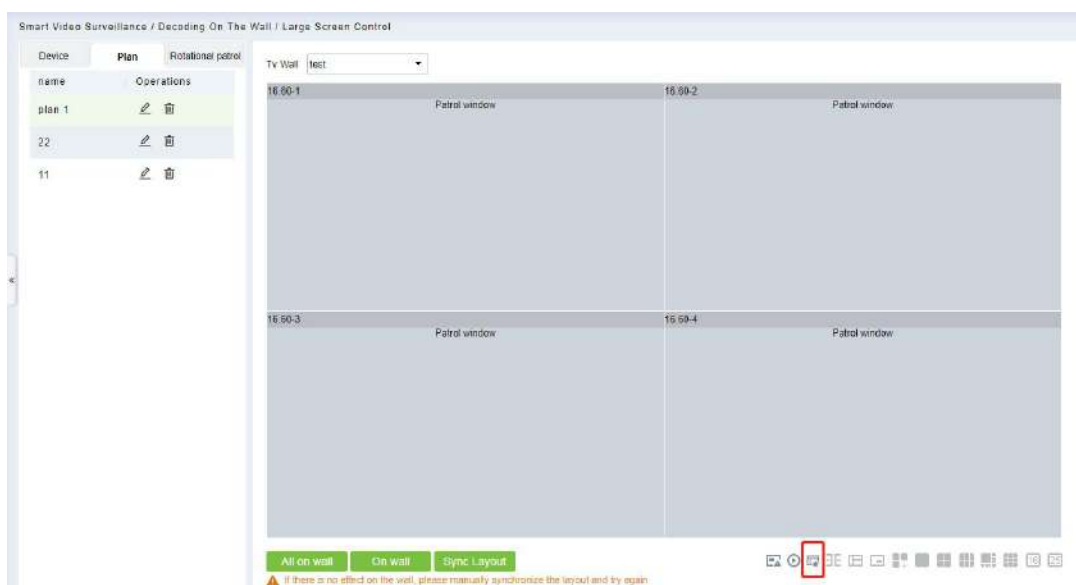 Smart Video Surveillance / Decoding On The Wall / Large Screen Control
Device Plan Rotational patrol
name Operations
plan 1
22
11
Tv Wall test
16.60-1 16.60-2
Patrol window Patrol window
16.60-3 16.60-4
Patrol window Patrol window
All on wall On wall Sync Layout
If there is no effect on the wall, please manually synchronize the layout and try again
16 25